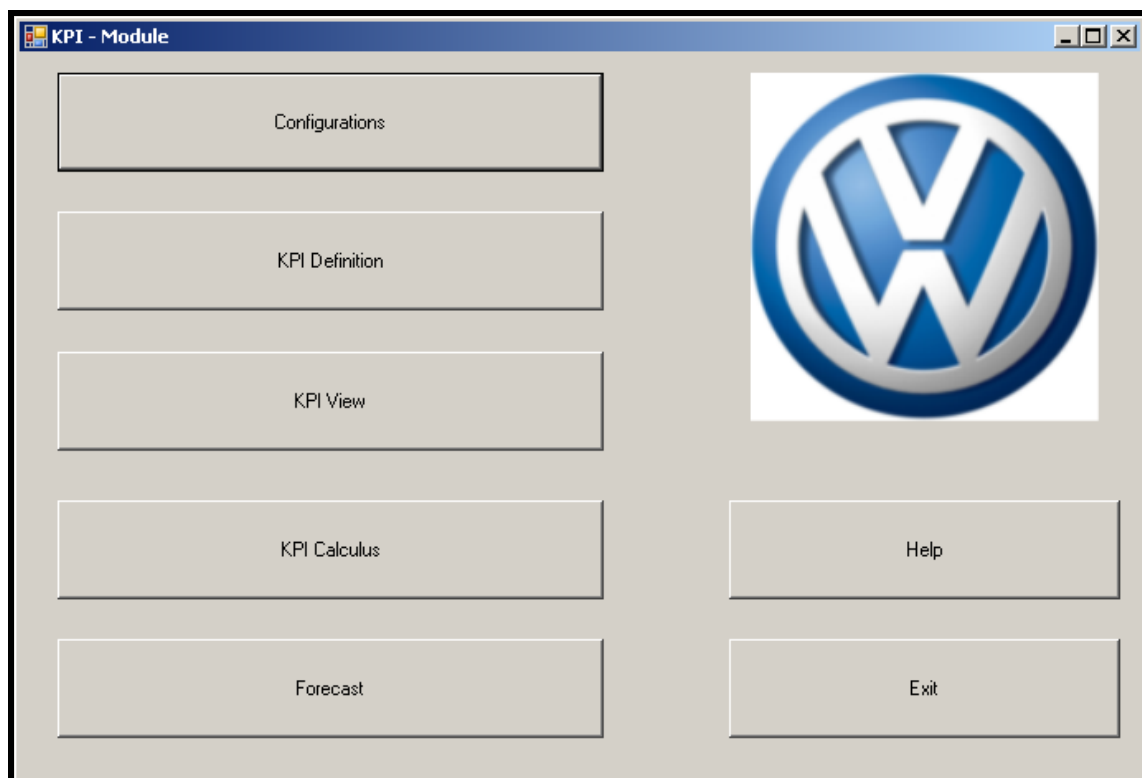 KPI - Module
Configurations
KPI Definition
KPI View
KPI Calculus
Help
Forecast
Exit